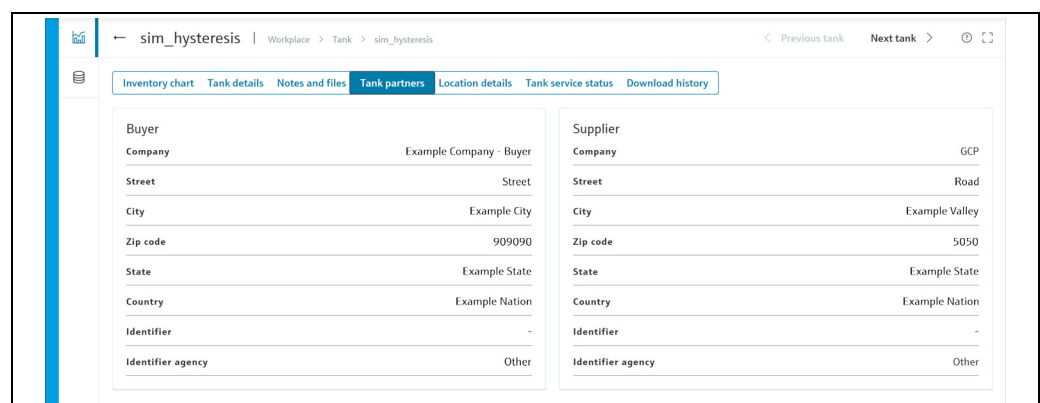 ← sim_hysteresis | Workplace > Tank > sim_hysteresis < Previous tank Next tank >
Inventory chart Tank details Notes and files Tank partners Location details Tank service status Download history
Buyer
Company Example Company - Buyer
Street Street
City Example City
Zip code 909090
State Example State
Country Example Nation
Identifier -
Identifier agency Other
Supplier
Company GCP
Street Road
City Example Valley
Zip code 5050
State Example State
Country Example Nation
Identifier -
Identifier agency Other